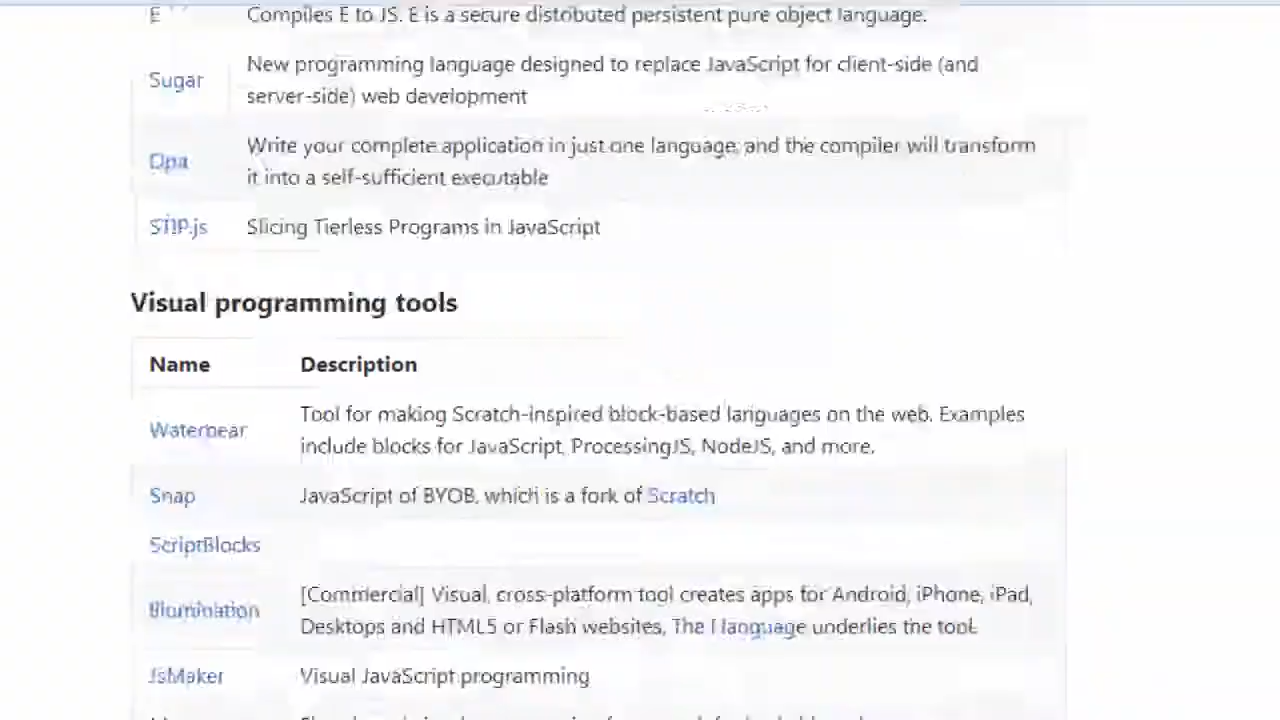 E Compiles E to JS. E is a secure distributed persistent pure object language.
Sugar New programming language designed to replace JavaScript for client-side (and
server-side) web development
Opa Write your complete application in just one language, and the compiler will transform
it into a self-sufficient executable
STIP.js Slicing Tierless Programs in JavaScript
Visual programming tools
Name Description
Waterbear Tool for making Scratch-inspired block-based languages on the web. Examples
include blocks for JavaScript, ProcessingJS, NodeJS, and more.
Snap JavaScript of BYOB, which is a fork of Scratch
ScriptBlocks
Illumination [Commercial] Visual, cross-platform tool creates apps for Android, iPhone, iPad,
Desktops and HTML5 or Flash websites, The I language underlies the tool.
JsMaker Visual JavaScript programming